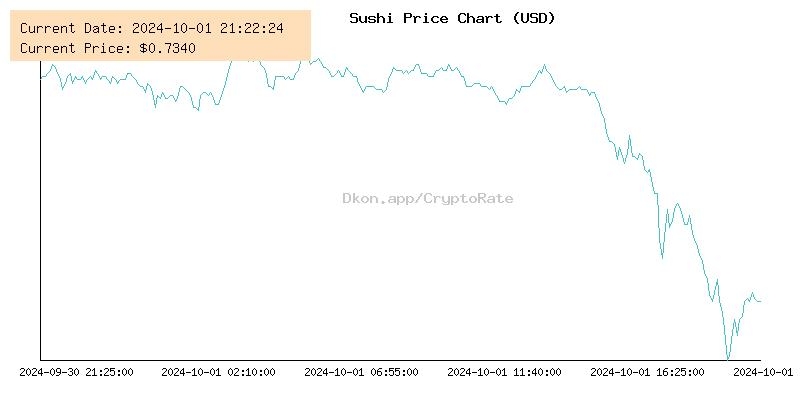 Sushi Price Chart (USD)
Current Date: 2024-10-01 21:22:24
Current Price: $0.7340
Dkon.app/CryptoRate
2024-09-30 21:25:00 2024-10-01 02:10:00 2024-10-01 06:55:00 2024-10-01 11:40:00 2024-10-01 16:25:00 2024-10-01